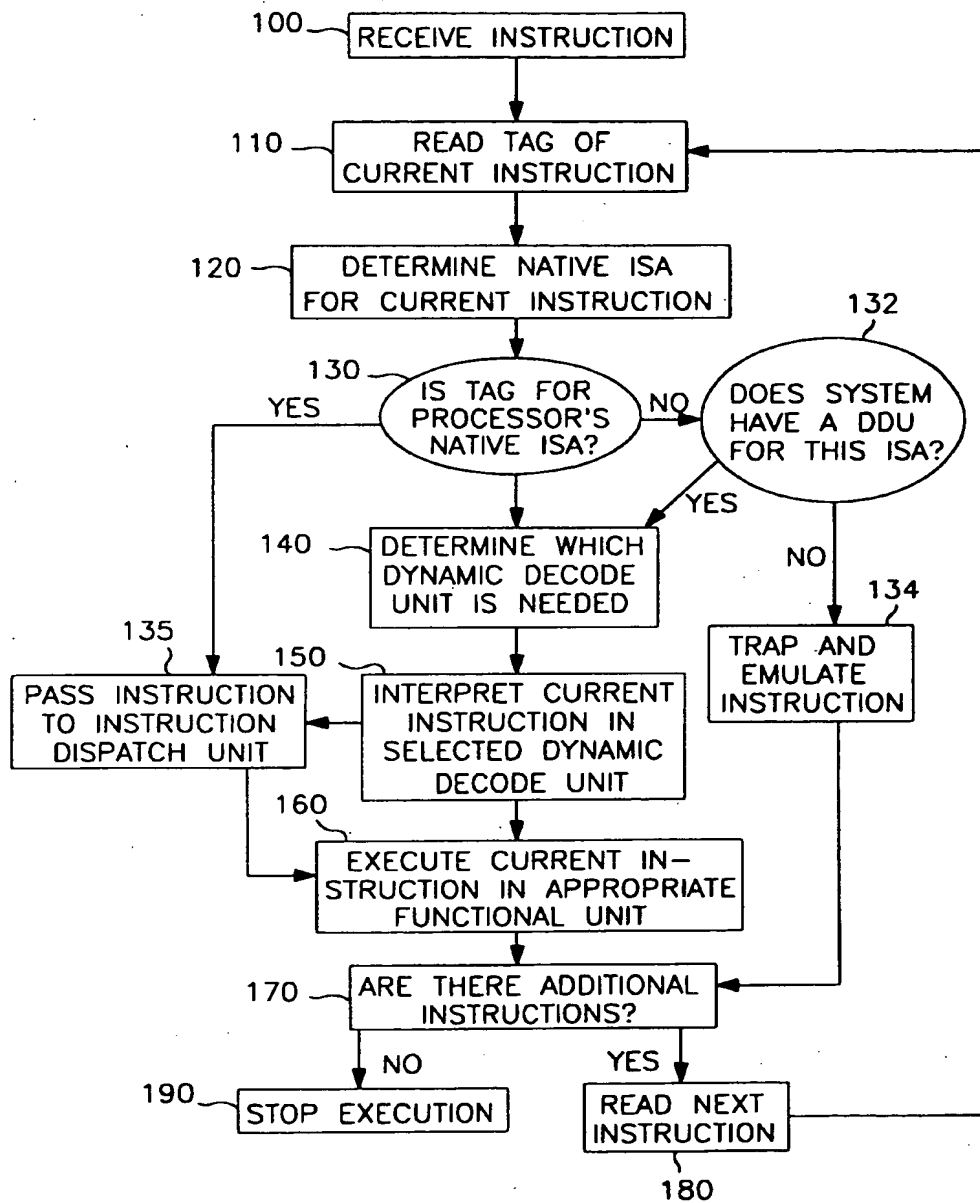 100
RECEIVE INSTRUCTION
110
READ TAG OF
CURRENT INSTRUCTION
120
DETERMINE NATIVE ISA
FOR CURRENT INSTRUCTION
130
IS TAG FOR
PROCESSOR'S
NATIVE ISA?
YES
NO
132
DOES SYSTEM
HAVE A DDU
FOR THIS ISA?
YES
NO
140
DETERMINE WHICH
DYNAMIC DECODE
UNIT IS NEEDED
134
TRAP AND
EMULATE
INSTRUCTION
135
PASS INSTRUCTION
TO INSTRUCTION
DISPATCH UNIT
150
INTERPRET CURRENT
INSTRUCTION IN
SELECTED DYNAMIC
DECODE UNIT
160
EXECUTE CURRENT IN-
STRUCTION IN APPROPRIATE
FUNCTIONAL UNIT
170
ARE THERE ADDITIONAL
INSTRUCTIONS?
NO
YES
190
STOP EXECUTION
READ NEXT
INSTRUCTION
180